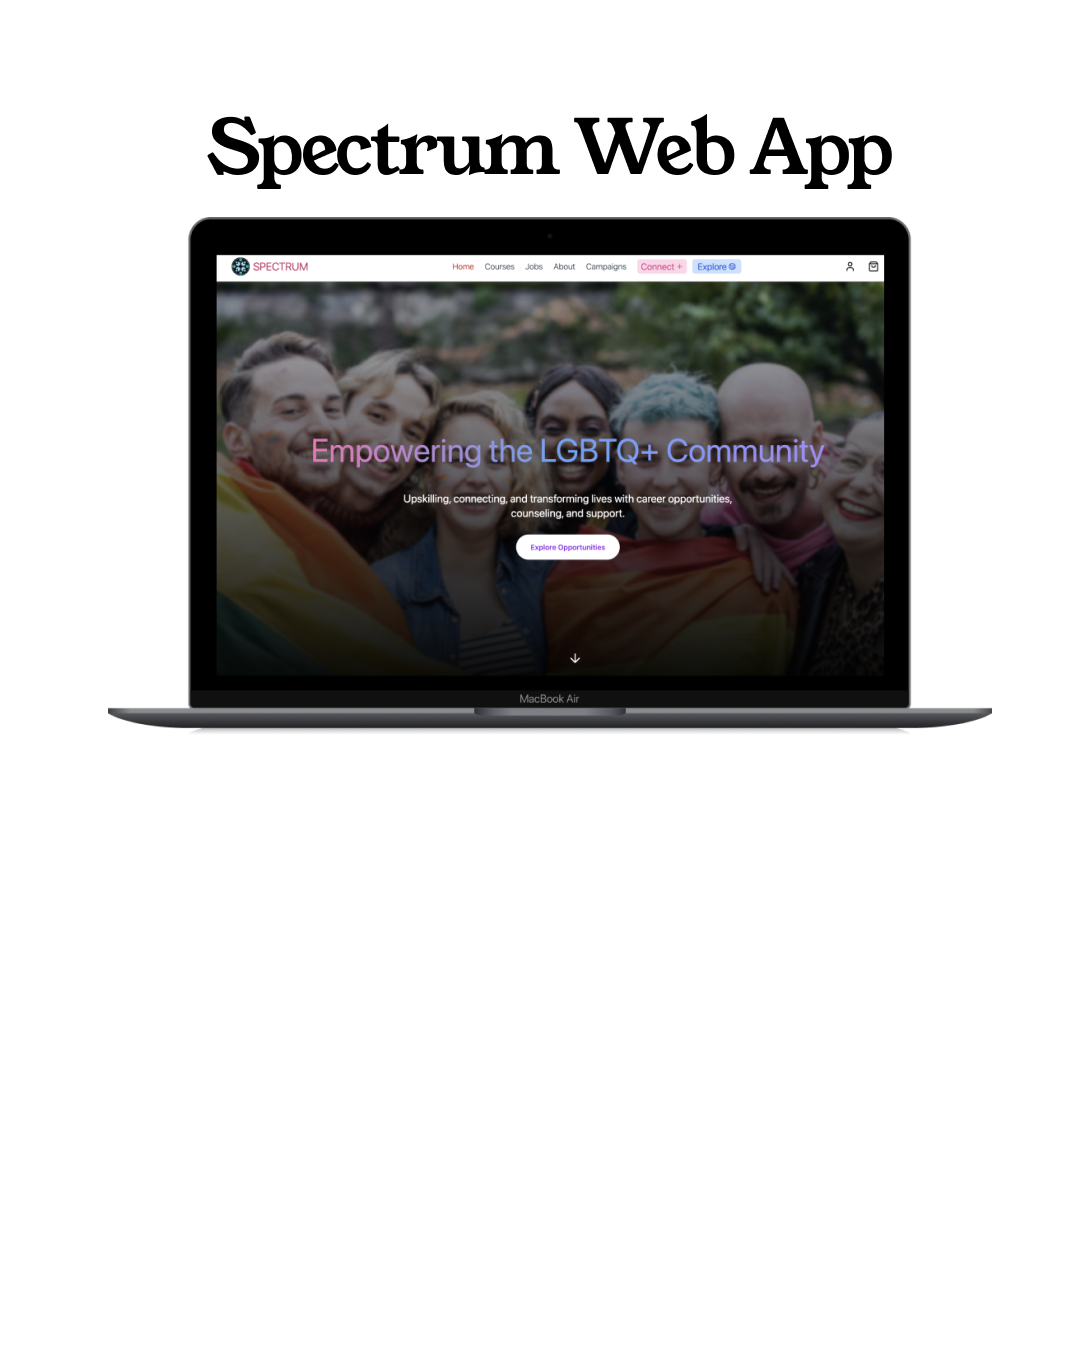 Spectrum Web App
SPECTRUM
Home Courses Jobs About Campaigns Connect + Explore
Empowering the LGBTQ+ Community
Upskilling, connecting, and transforming lives with career opportunities,
counseling, and support.
Explore Opportunities
MacBook Air